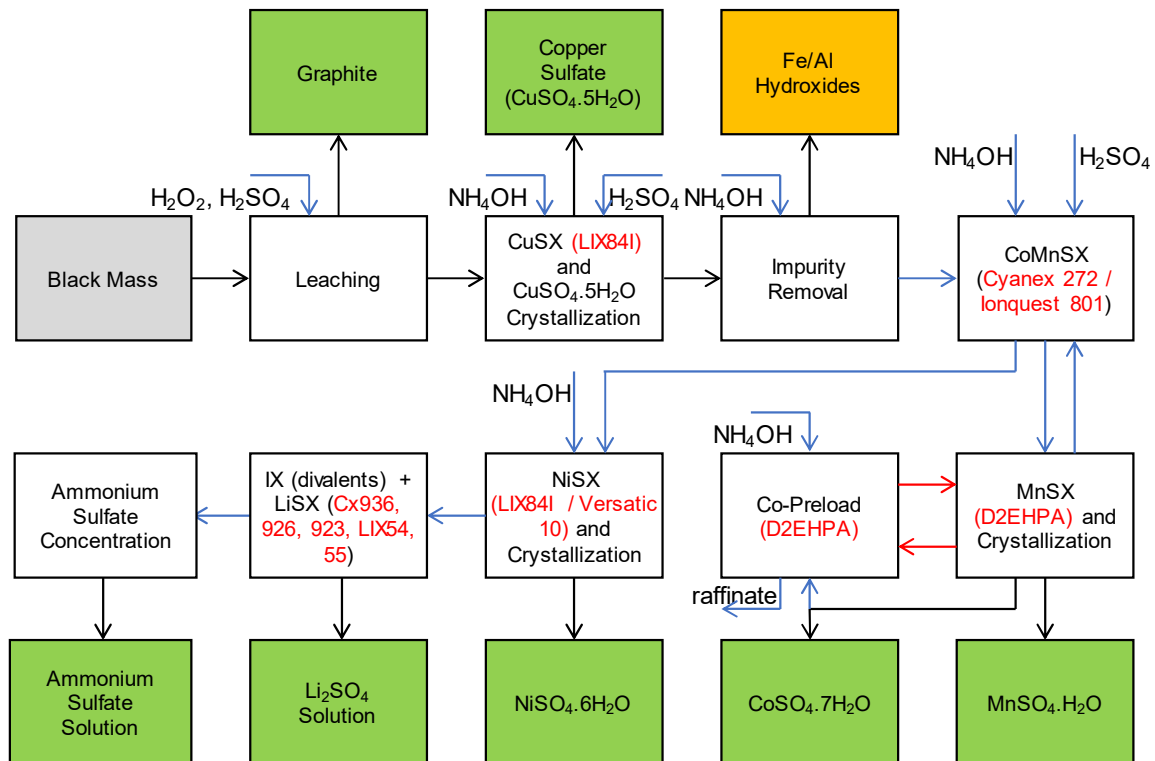 Graphite
Copper
Sulfate
(CuSO₄.5H₂O)
Fe/Al
Hydroxides
H₂O₂, H₂SO₄
NH₄OH
H₂SO₄
NH₄OH
NH₄OH
H₂SO₄
Black Mass
Leaching
CuSX (LIX84I)
and
CuSO₄.5H₂O
Crystallization
Impurity
Removal
CoMnSX
(Cyanex 272 /
Ionquest 801)
NH₄OH
NH₄OH
Ammonium
Sulfate
Concentration
IX (divalents) +
LiSX (Cx936,
926, 923, LIX54,
55)
NiSX
(LIX84I / Versatic
10) and
Crystallization
Co-Preload
(D2EHPA)
MnSX
(D2EHPA) and
Crystallization
raffinate
Ammonium
Sulfate
Solution
Li₂SO₄
Solution
NiSO₄.6H₂O
CoSO₄.7H₂O
MnSO₄.H₂O